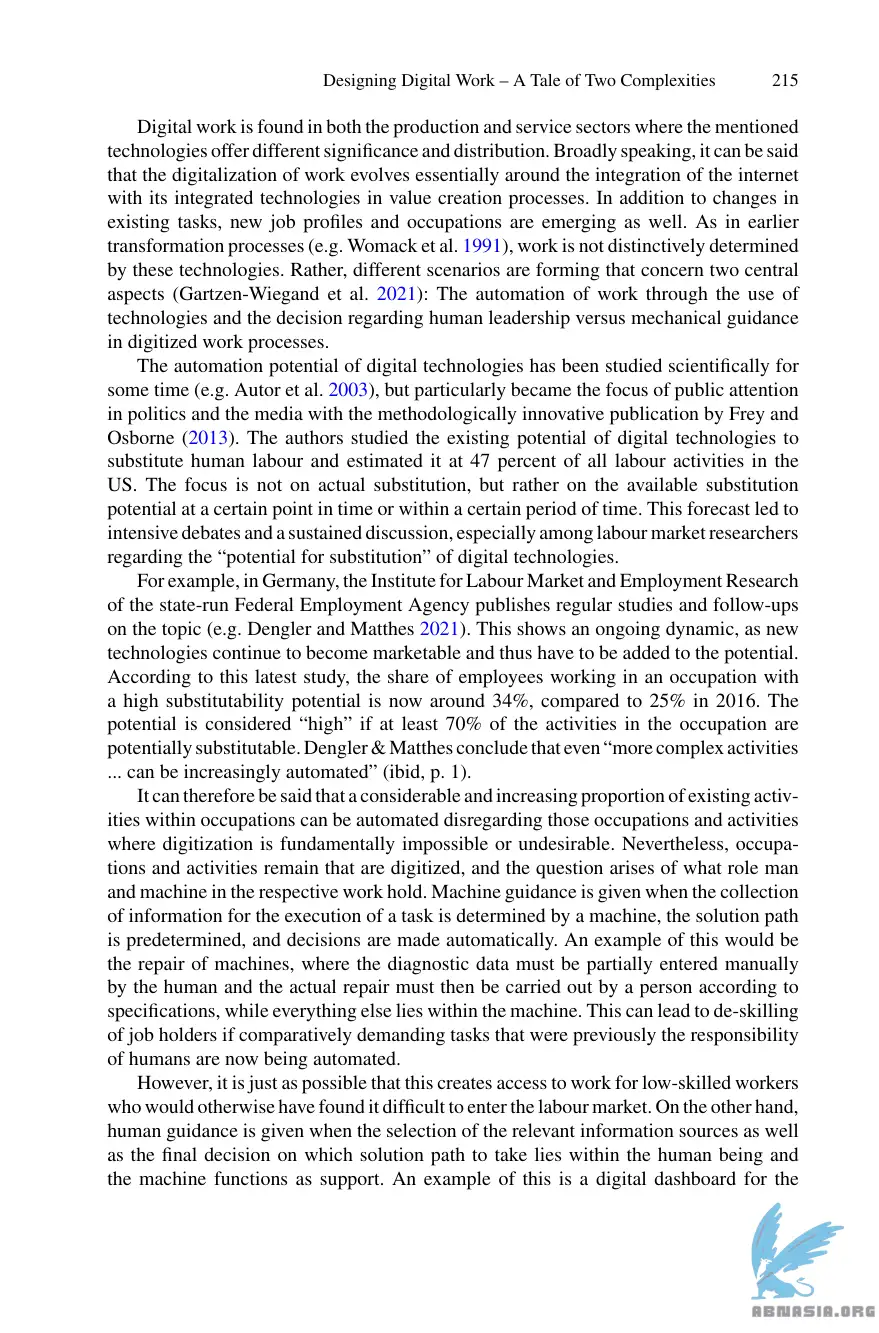 Designing Digital Work – A Tale of Two Complexities 215
Digital work is found in both the production and service sectors where the mentioned
technologies offer different significance and distribution. Broadly speaking, it can be said
that the digitalization of work evolves essentially around the integration of the internet
with its integrated technologies in value creation processes. In addition to changes in
existing tasks, new job profiles and occupations are emerging as well. As in earlier
transformation processes (e.g. Womack et al. 1991), work is not distinctively determined
by these technologies. Rather, different scenarios are forming that concern two central
aspects (Gartzen-Wiegand et al. 2021): The automation of work through the use of
technologies and the decision regarding human leadership versus mechanical guidance
in digitized work processes.
The automation potential of digital technologies has been studied scientifically for
some time (e.g. Autor et al. 2003), but particularly became the focus of public attention
in politics and the media with the methodologically innovative publication by Frey and
Osborne (2013). The authors studied the existing potential of digital technologies to
substitute human labour and estimated it at 47 percent of all labour activities in the
US. The focus is not on actual substitution, but rather on the available substitution
potential at a certain point in time or within a certain period of time. This forecast led to
intensive debates and a sustained discussion, especially among labour market researchers
regarding the “potential for substitution” of digital technologies.
For example, in Germany, the Institute for Labour Market and Employment Research
of the state-run Federal Employment Agency publishes regular studies and follow-ups
on the topic (e.g. Dengler and Matthes 2021). This shows an ongoing dynamic, as new
technologies continue to become marketable and thus have to be added to the potential.
According to this latest study, the share of employees working in an occupation with
a high substitutability potential is now around 34%, compared to 25% in 2016. The
potential is considered “high” if at least 70% of the activities in the occupation are
potentially substitutable. Dengler & Matthes conclude that even “more complex activities
... can be increasingly automated” (ibid, p. 1).
It can therefore be said that a considerable and increasing proportion of existing activ-
ities within occupations can be automated disregarding those occupations and activities
where digitization is fundamentally impossible or undesirable. Nevertheless, occupa-
tions and activities remain that are digitized, and the question arises of what role man
and machine in the respective work hold. Machine guidance is given when the collection
of information for the execution of a task is determined by a machine, the solution path
is predetermined, and decisions are made automatically. An example of this would be
the repair of machines, where the diagnostic data must be partially entered manually
by the human and the actual repair must then be carried out by a person according to
specifications, while everything else lies within the machine. This can lead to de-skilling
of job holders if comparatively demanding tasks that were previously the responsibility
of humans are now being automated.
However, it is just as possible that this creates access to work for low-skilled workers
who would otherwise have found it difficult to enter the labour market. On the other hand,
human guidance is given when the selection of the relevant information sources as well
as the final decision on which solution path to take lies within the human being and
the machine functions as support. An example of this is a digital dashboard for the
ABNASIA.ORG